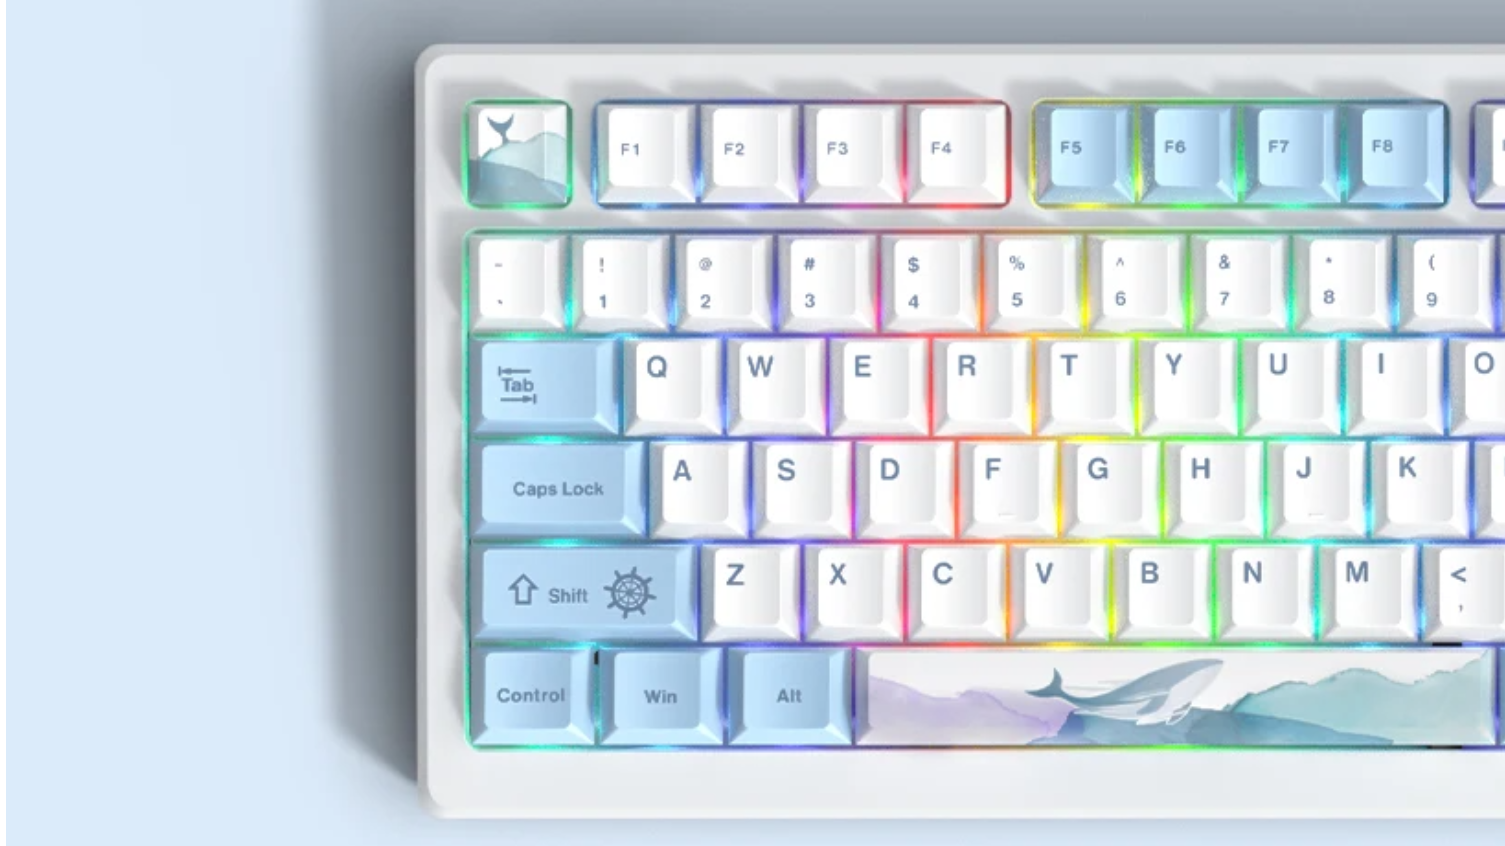 F1 F2 F3 F4 F5 F6 F7 F8
- ! @ # $ % ^ & * (
` 1 2 3 4 5 6 7 8 9
Tab Q W E R T Y U I O
Caps Lock A S D F G H J K
Shift Z X C V B N M <
,
Control Win Alt